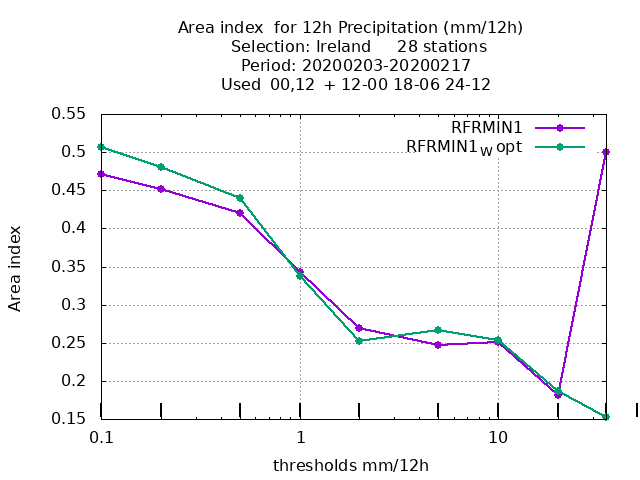 Area index  for 12h Precipitation (mm/12h)
Selection: Ireland     28 stations
Period: 20200203-20200217
Used  00,12  + 12-00 18-06 24-12
0.55
0.5
0.45
0.4
0.35
0.3
0.25
0.2
0.15
Area index
RFRMIN1
RFRMIN1W opt
0.1 1 10
thresholds mm/12h